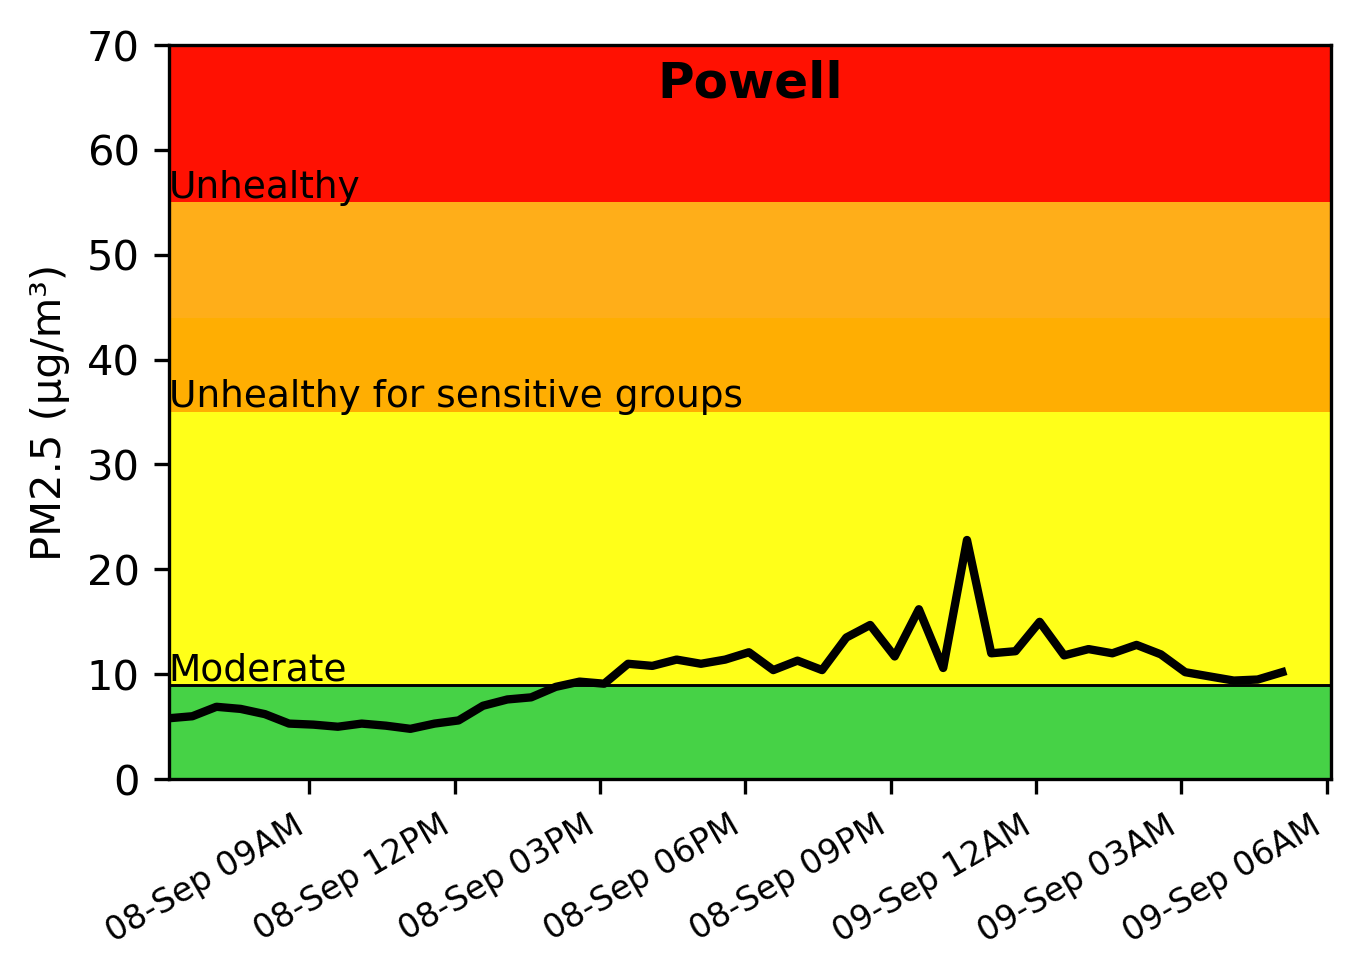 Powell
PM2.5 (µg/m³)
70
60
50
40
30
20
10
0
Unhealthy
Unhealthy for sensitive groups
Moderate
08-Sep 09AM
08-Sep 12PM
08-Sep 03PM
08-Sep 06PM
08-Sep 09PM
09-Sep 12AM
09-Sep 03AM
09-Sep 06AM